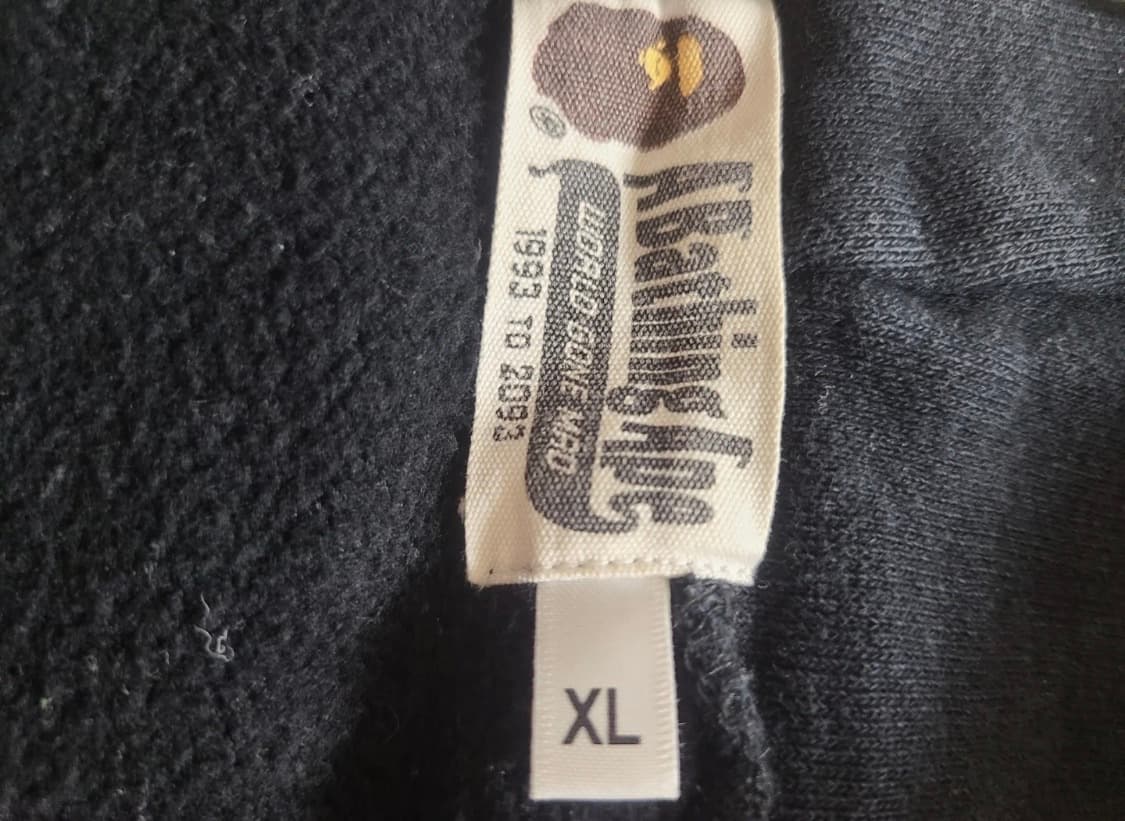 ®
A Bathing Ape
WORLD GONE MAD
1993 TO 2093
XL